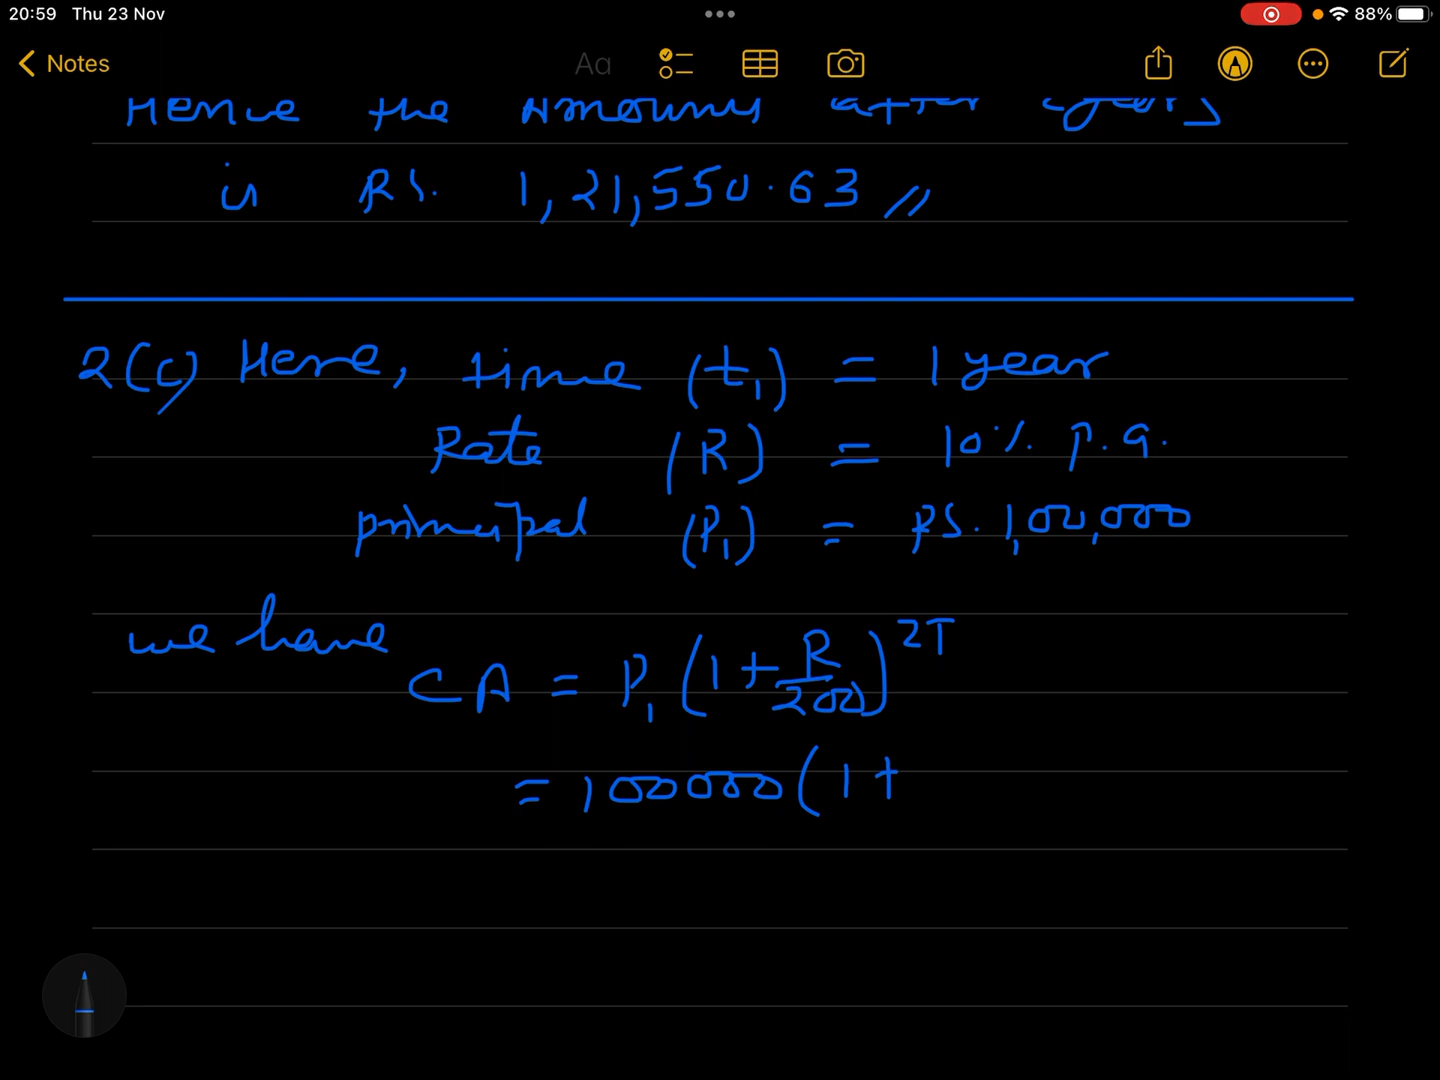 20:59 Thu 23 Nov 88%
Notes Aa
Hence the Amount after 2years
is RS. 1,21,550.63 //
2(c) Here, time (t₁) = 1 year
Rate (R) = 10% p.a.
principal (P₁) = RS. 1,00,000
we have
CA = P₁ (1+R/200)^2T
= 100000 (1+